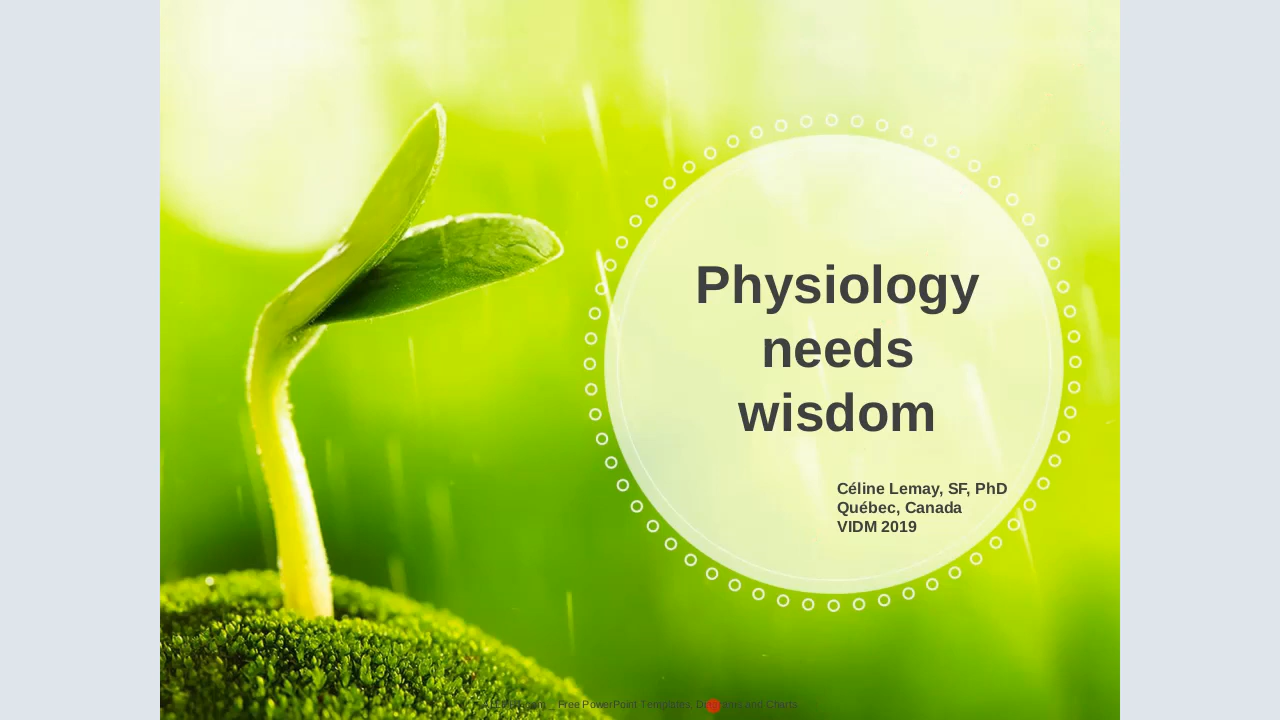 Physiology
needs
wisdom
Céline Lemay, SF, PhD
Québec, Canada
VIDM 2019
Free PowerPoint Templates, and Charts